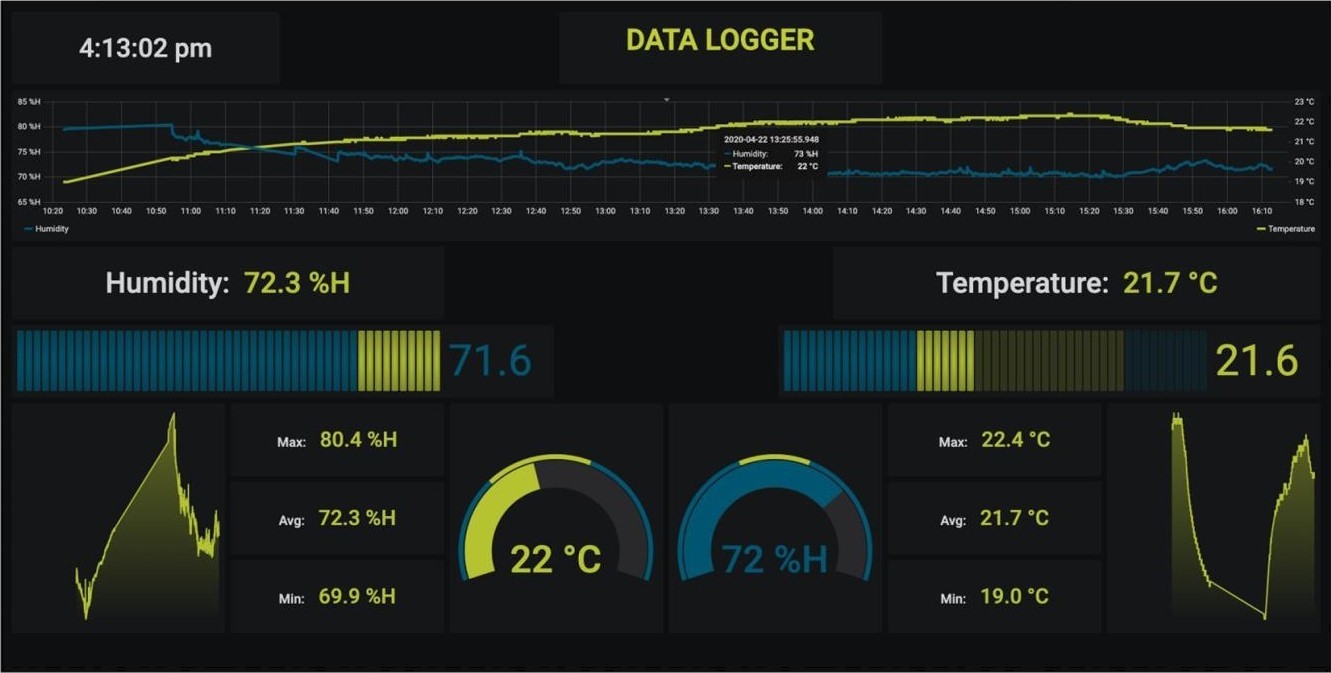 4:13:02 pm
DATA LOGGER
85 %H
80 %H
75 %H
70 %H
65 %H
23 °C
22 °C
21 °C
20 °C
19 °C
18 °C
2020-04-22 13:25:55.948
Humidity: 73 %H
Temperature: 22 °C
10:20 10:30 10:40 10:50 11:00 11:10 11:20 11:30 11:40 11:50 12:00 12:10 12:20 12:30 12:40 12:50 13:00 13:10 13:20 13:30 13:40 13:50 14:00 14:10 14:20 14:30 14:40 14:50 15:00 15:10 15:20 15:30 15:40 15:50 16:00 16:10
Humidity
Temperature
Humidity: 72.3 %H
Temperature: 21.7 °C
71.6
21.6
Max: 80.4 %H
Avg: 72.3 %H
Min: 69.9 %H
22 °C
72 %H
Max: 22.4 °C
Avg: 21.7 °C
Min: 19.0 °C